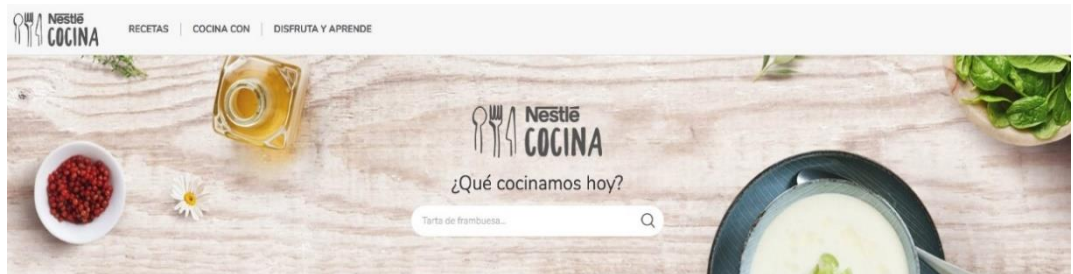 Nestlé
COCINA
RECETAS | COCINA CON | DISFRUTA Y APRENDE
Nestlé
COCINA
¿Qué cocinamos hoy?
Tarta de frambuesa...